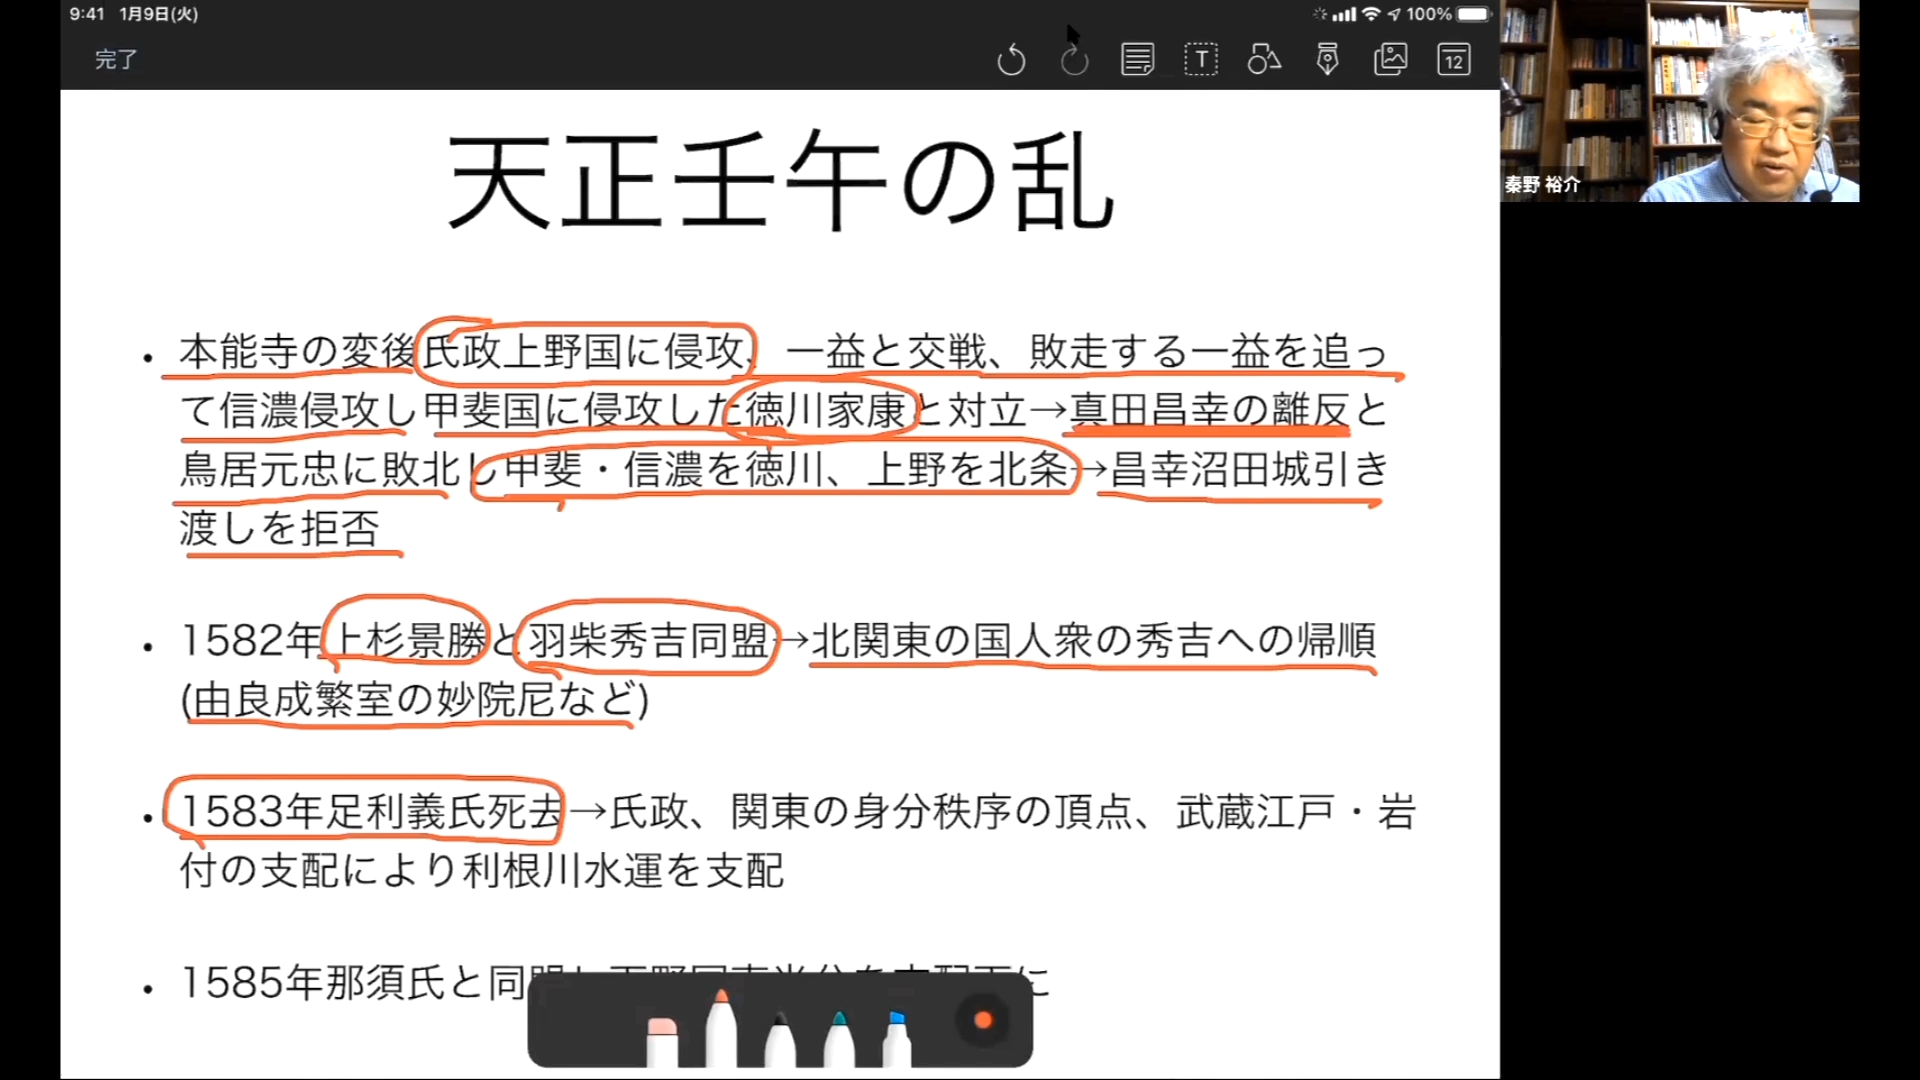 9:41 1月9日(火)
100%
完了
T
12
秦野 裕介
天正壬午の乱
・本能寺の変後氏政上野国に侵攻、一益と交戦、敗走する一益を追っ
て信濃侵攻し甲斐国に侵攻した徳川家康と対立→真田昌幸の離反と
鳥居元忠に敗北し甲斐・信濃を徳川、上野を北条→昌幸沼田城引き
渡しを拒否
・1582年上杉景勝と羽柴秀吉同盟→北関東の国人衆の秀吉への帰順
(由良成繁室の妙院尼など)
・1583年足利義氏死去→氏政、関東の身分秩序の頂点、武蔵江戸・岩
付の支配により利根川水運を支配
・1585年那須氏と同